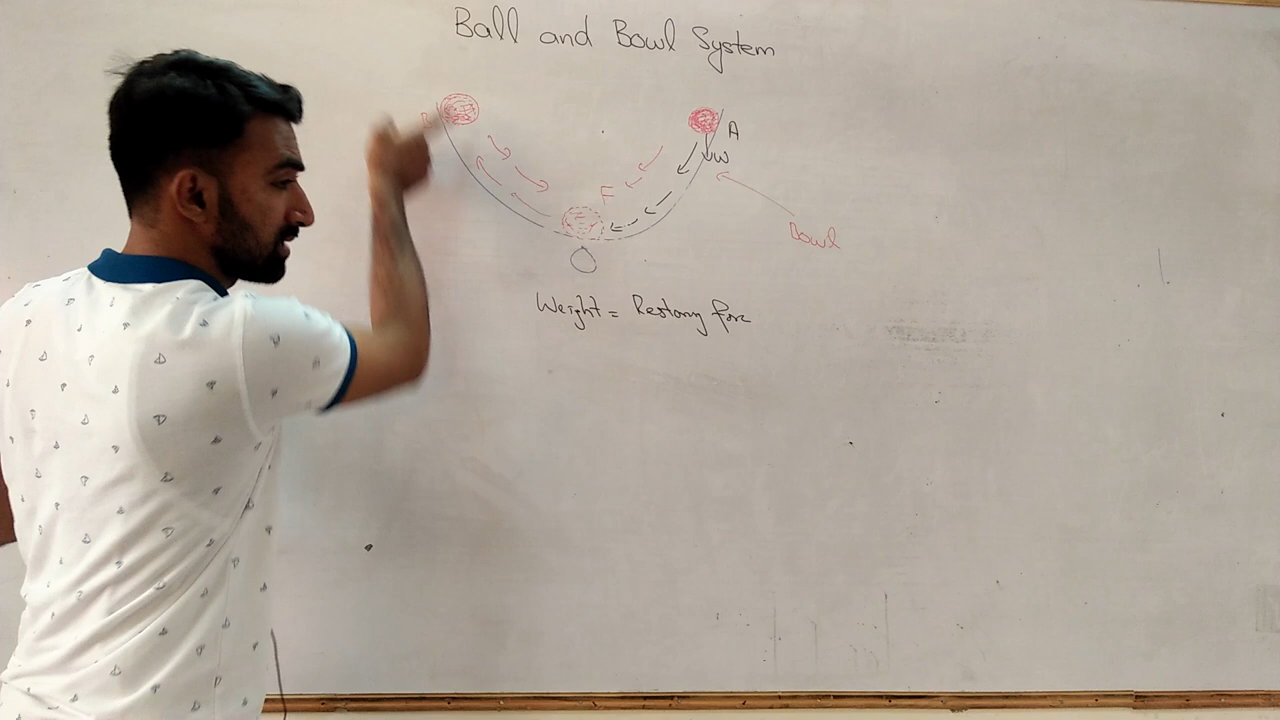 Ball and Bowl System
A
W
F
Bowl
O
Weight = Restoring force